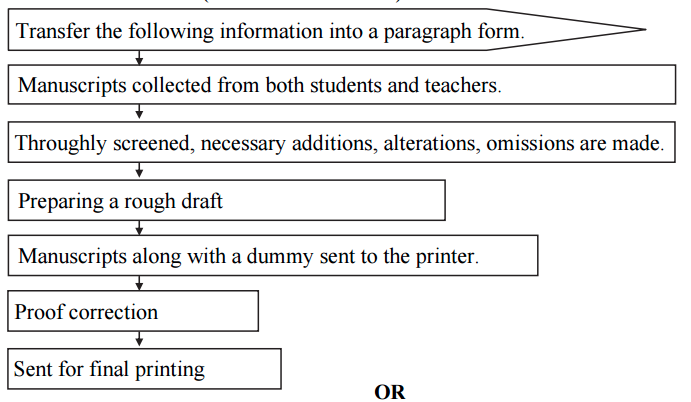 Transfer the following information into a paragraph form.
Manuscripts collected from both students and teachers.
Throughly screened, necessary additions, alterations, omissions are made.
Preparing a rough draft
Manuscripts along with a dummy sent to the printer.
Proof correction
Sent for final printing
OR